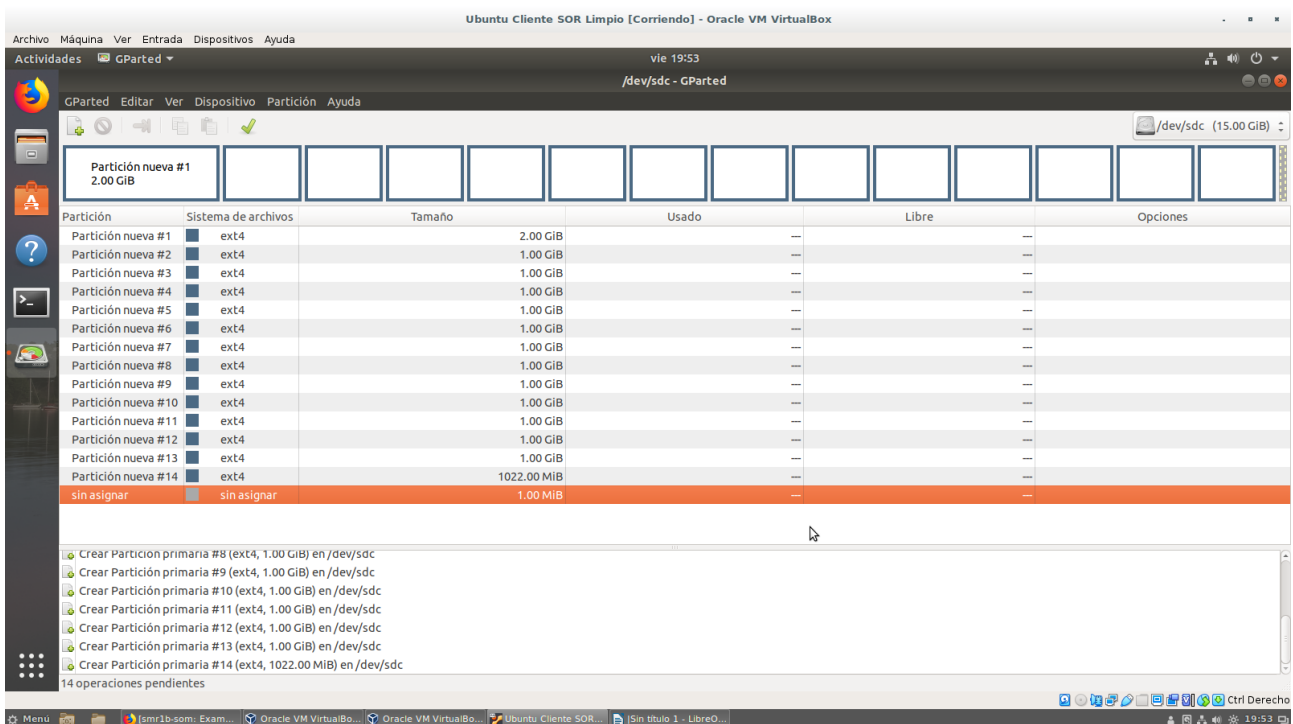 Ubuntu Cliente SOR Limpio [Corriendo] - Oracle VM VirtualBox
Archivo Máquina Ver Entrada Dispositivos Ayuda
Actividades GParted vie 19:53
/dev/sdc - GParted
GParted Editar Ver Dispositivo Partición Ayuda
/dev/sdc (15.00 GiB)
Partición nueva #1
2.00 GiB
Partición Sistema de archivos Tamaño Usado Libre Opciones
Partición nueva #1 ext4 2.00 GiB — —
Partición nueva #2 ext4 1.00 GiB — —
Partición nueva #3 ext4 1.00 GiB — —
Partición nueva #4 ext4 1.00 GiB — —
Partición nueva #5 ext4 1.00 GiB — —
Partición nueva #6 ext4 1.00 GiB — —
Partición nueva #7 ext4 1.00 GiB — —
Partición nueva #8 ext4 1.00 GiB — —
Partición nueva #9 ext4 1.00 GiB — —
Partición nueva #10 ext4 1.00 GiB — —
Partición nueva #11 ext4 1.00 GiB — —
Partición nueva #12 ext4 1.00 GiB — —
Partición nueva #13 ext4 1.00 GiB — —
Partición nueva #14 ext4 1022.00 MiB — —
sin asignar sin asignar 1.00 MiB — —
Crear Partición primaria #8 (ext4, 1.00 GiB) en /dev/sdc
Crear Partición primaria #9 (ext4, 1.00 GiB) en /dev/sdc
Crear Partición primaria #10 (ext4, 1.00 GiB) en /dev/sdc
Crear Partición primaria #11 (ext4, 1.00 GiB) en /dev/sdc
Crear Partición primaria #12 (ext4, 1.00 GiB) en /dev/sdc
Crear Partición primaria #13 (ext4, 1.00 GiB) en /dev/sdc
Crear Partición primaria #14 (ext4, 1022.00 MiB) en /dev/sdc
14 operaciones pendientes
Ctrl Derecho
Menú [smr1b-som: Exam... Oracle VM VirtualBo... Oracle VM VirtualBo... Ubuntu Cliente SOR... [Sin título 1 - LibreO... 19:53